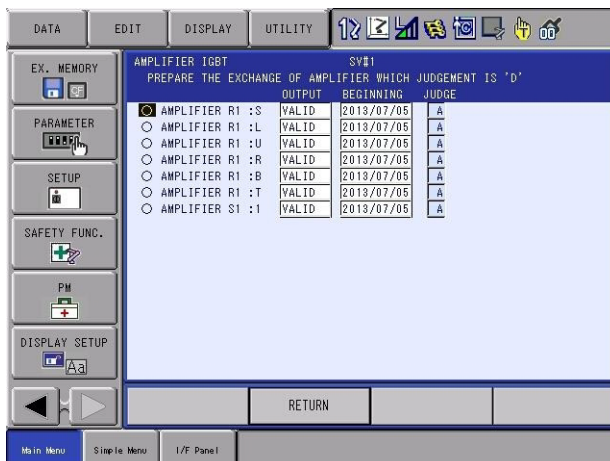 DATA EDIT DISPLAY UTILITY
EX. MEMORY
CF
PARAMETER
SETUP
SAFETY FUNC.
PM
DISPLAY SETUP
Aa
AMPLIFIER IGBT SV#1
PREPARE THE EXCHANGE OF AMPLIFIER WHICH JUDGEMENT IS 'D'
OUTPUT BEGINNING JUDGE
AMPLIFIER R1 :S VALID 2013/07/05 A
AMPLIFIER R1 :L VALID 2013/07/05 A
AMPLIFIER R1 :U VALID 2013/07/05 A
AMPLIFIER R1 :R VALID 2013/07/05 A
AMPLIFIER R1 :B VALID 2013/07/05 A
AMPLIFIER R1 :T VALID 2013/07/05 A
AMPLIFIER S1 :1 VALID 2013/07/05 A
RETURN
Main Menu Simple Menu I/F Panel